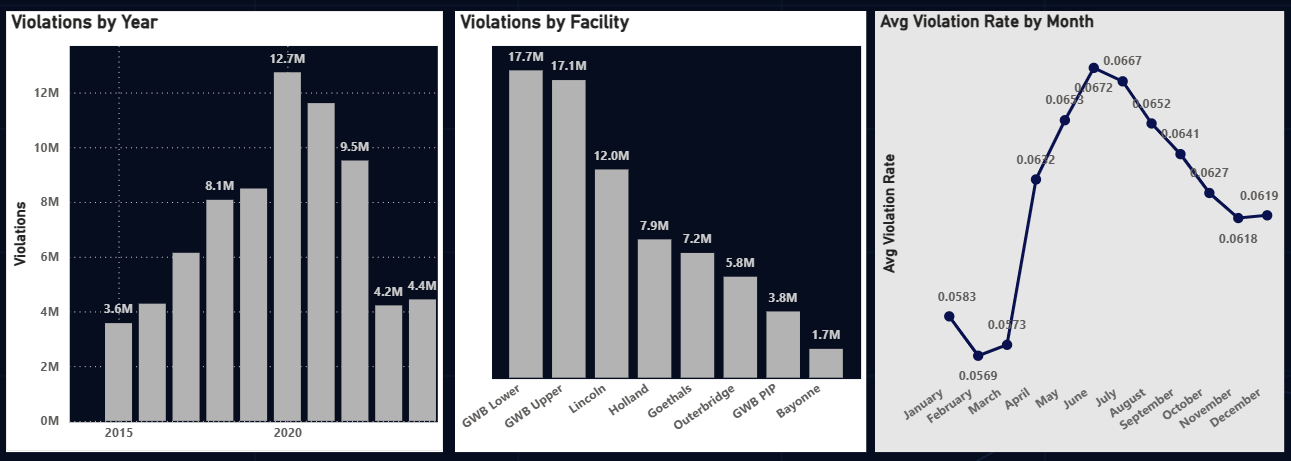 Violations by Year
12.7M
12M
10M
9.5M
8.1M
8M
6M
4.2M
4.4M
4M
3.6M
2M
0M
2015
2020
Violations
Violations by Facility
17.7M
17.1M
12.0M
7.9M
7.2M
5.8M
3.8M
1.7M
GWB Lower
GWB Upper
Lincoln
Holland
Goethals
Outerbridge
GWB PIP
Bayonne
Avg Violation Rate by Month
Avg Violation Rate
0.0583
0.0569
0.0573
0.0632
0.0653
0.0672
0.0667
0.0652
0.0641
0.0627
0.0618
0.0619
January
February
March
April
May
June
July
August
September
October
November
December